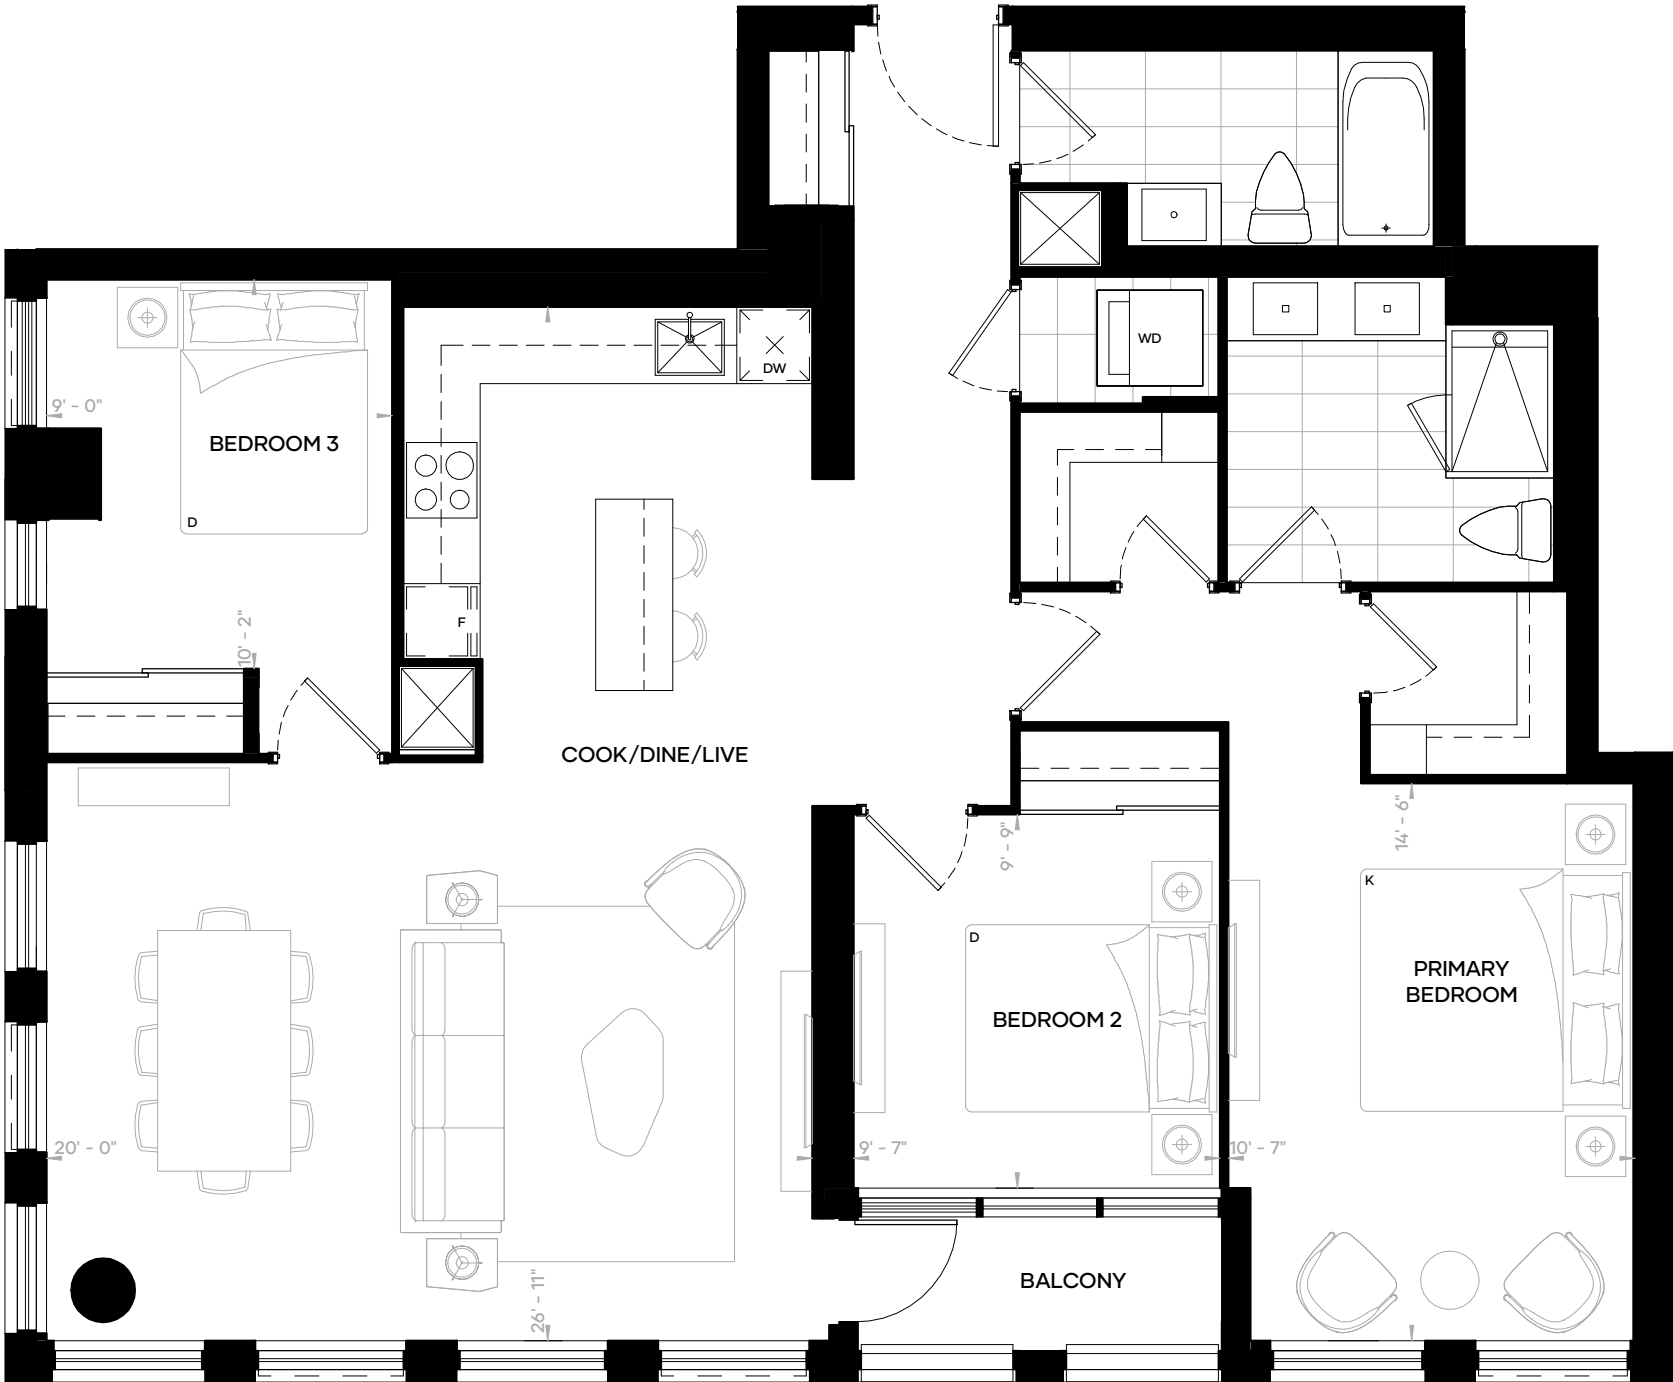 WD
DW
9' - 0"
BEDROOM 3
D
F
10' - 2"
COOK/DINE/LIVE
9' - 9"
14' - 6"
K
D
PRIMARY
BEDROOM
BEDROOM 2
20' - 0"
9' - 7"
10' - 7"
BALCONY
26' - 11"